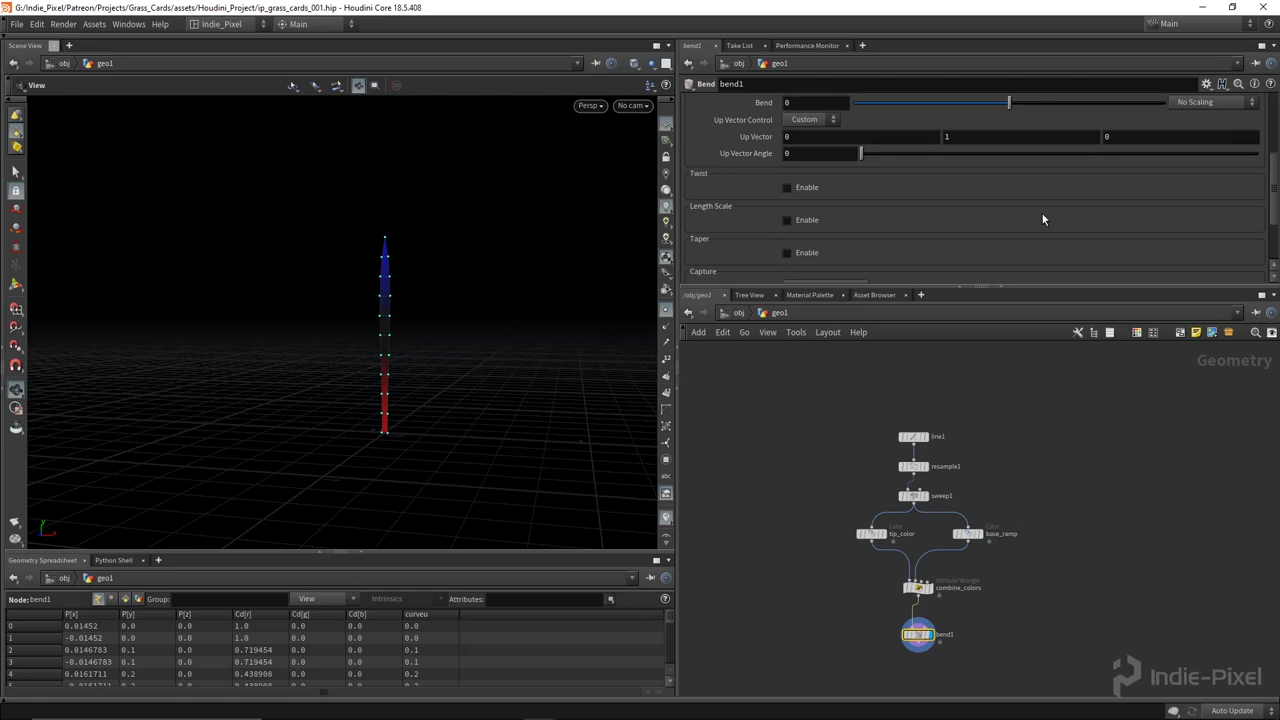 G:/Indie_Pixel/Patreon/Projects/Grass_Cards/assets/Houdini_Project/ip_grass_cards_001.hip - Houdini Core 18.5.408
File Edit Render Assets Windows Help Indie_Pixel Main Main
Scene View
obj geo1
View
Persp No cam
abc
y x
Geometry Spreadsheet Python Shell
obj geo1
Node: bend1 Group: View Intrinsics Attributes:
P[x] P[y] P[z] Cd[r] Cd[g] Cd[b] curveu
0 0.01452 0.0 0.0 1.0 0.0 0.0 0.0
1 -0.01452 0.0 0.0 1.0 0.0 0.0 0.0
2 0.0146783 0.1 0.0 0.719454 0.0 0.0 0.1
3 -0.0146783 0.1 0.0 0.719454 0.0 0.0 0.1
4 0.0161711 0.2 0.0 0.438908 0.0 0.0 0.2
bend1 Take List Performance Monitor
obj geo1
Bend bend1
Bend 0 No Scaling
Up Vector Control Custom
Up Vector 0 1 0
Up Vector Angle 0
Twist
Enable
Length Scale
Enable
Taper
Enable
Capture
/obj/geo1 Tree View Material Palette Asset Browser
obj geo1
Add Edit Go View Tools Layout Help
Geometry
line1
resample1
sweep1
Color
tip_color
Color
base_ramp
Attribute Wrangle
combine_colors
bend1
Indie-Pixel
Auto Update